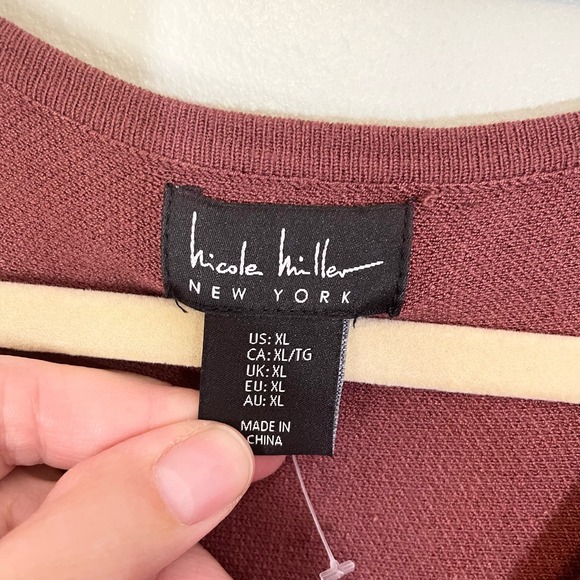 nicole miller
NEW YORK
US: XL
CA: XL/TG
UK: XL
EU: XL
AU: XL
MADE IN
CHINA